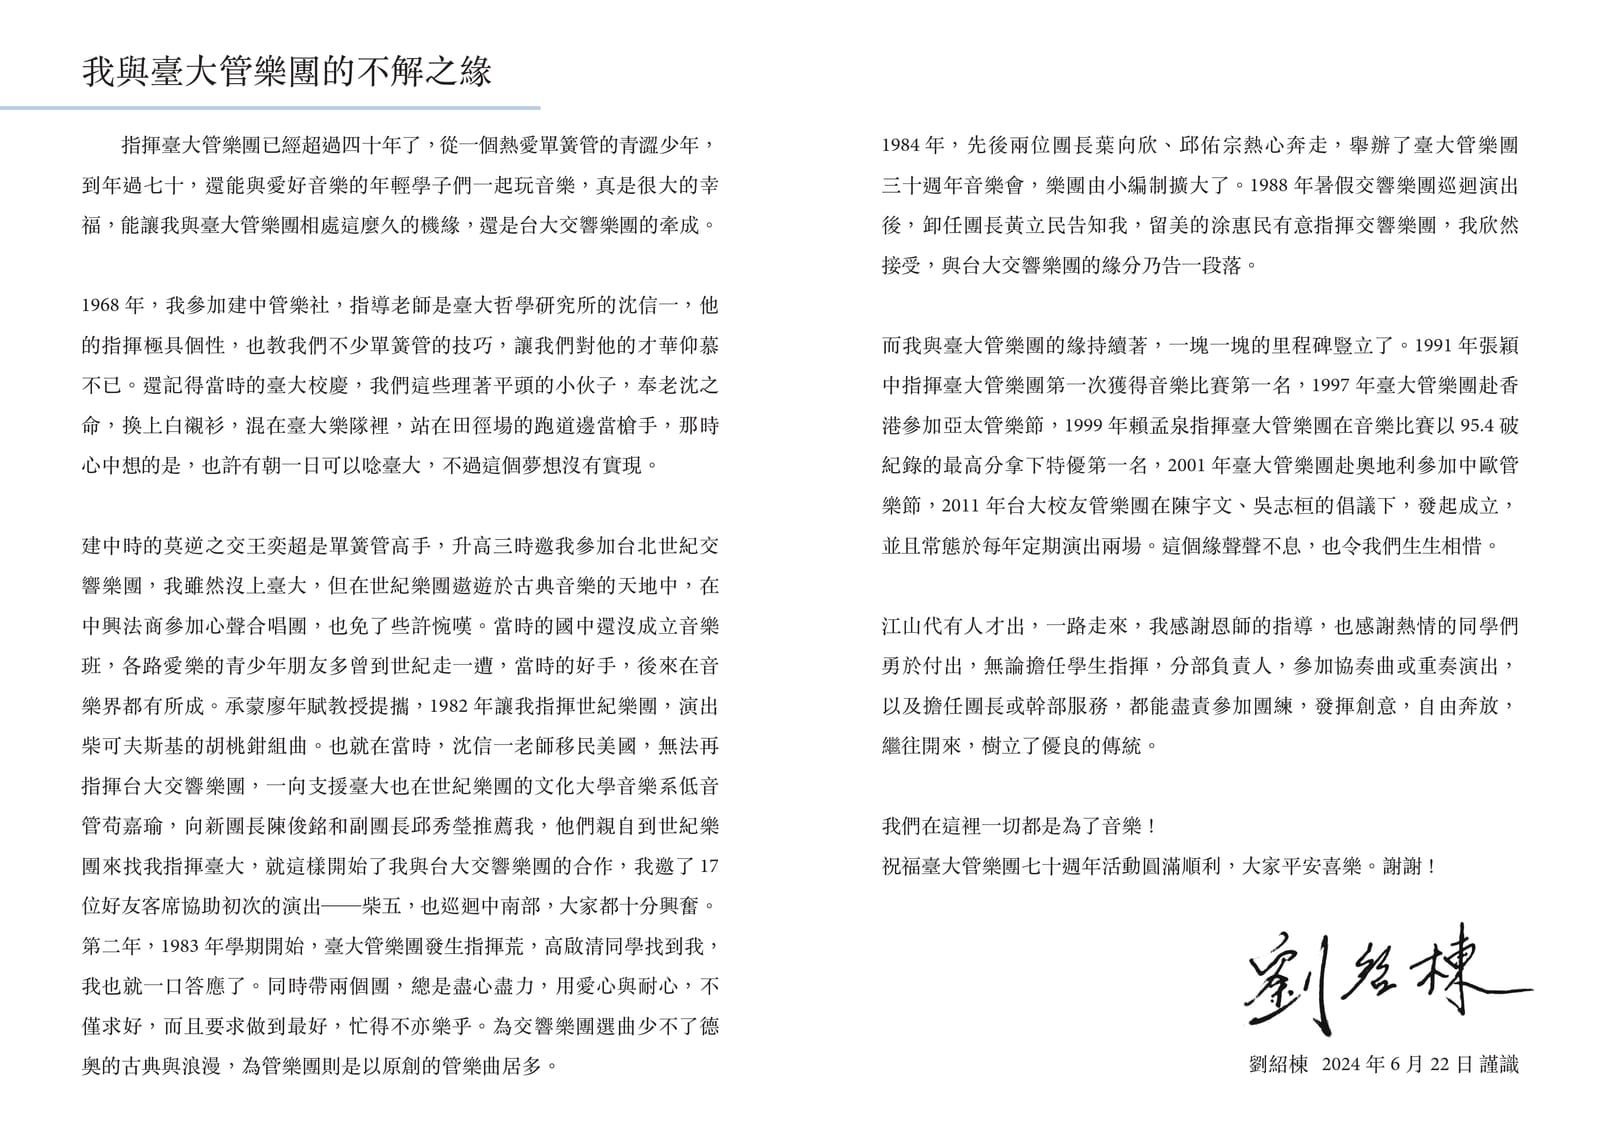 我與臺大管樂團的不解之緣
指揮臺大管樂團已經超過四十年了，從一個熱愛單簧管的青澀少年，
到年過七十，還能與愛好音樂的年輕學子們一起玩音樂，真是很大的幸
福，能讓我與臺大管樂團相處這麼久的機緣，還是台大交響樂團的牽成。
1968 年，我參加建中管樂社，指導老師是臺大哲學研究所的沈信一，他
的指揮極具個性，也教我們不少單簧管的技巧，讓我們對他的才華仰慕
不已。還記得當時的臺大校慶，我們這些理著平頭的小伙子，奉老沈之
命，換上白襯衫，混在臺大樂隊裡，站在田徑場的跑道邊當槍手，那時
心中想的是，也許有朝一日可以唸臺大，不過這個夢想沒有實現。
建中時的莫逆之交王奕超是單簧管高手，升高三時邀我參加台北世紀交
響樂團，我雖然沒上臺大，但在世紀樂團遨遊於古典音樂的天地中，在
中興法商參加心聲合唱團，也免了些許惋嘆。當時的國中還沒成立音樂
班，各路愛樂的青少年朋友多曾到世紀走一遭，當時的好手，後來在音
樂界都有所成。承蒙廖年賦教授提攜，1982 年讓我指揮世紀樂團，演出
柴可夫斯基的胡桃鉗組曲。也就在當時，沈信一老師移民美國，無法再
指揮台大交響樂團，一向支援臺大也在世紀樂團的文化大學音樂系低音
管苟嘉瑜，向新團長陳俊銘和副團長邱秀瑩推薦我，他們親自到世紀樂
團來找我指揮臺大，就這樣開始了我與台大交響樂團的合作，我邀了 17
位好友客席協助初次的演出——柴五，也巡迴中南部，大家都十分興奮。
第二年，1983 年學期開始，臺大管樂團發生指揮荒，高啟清同學找到我，
我也就一口答應了。同時帶兩個團，總是盡心盡力，用愛心與耐心，不
僅求好，而且要求做到最好，忙得不亦樂乎。為交響樂團選曲少不了德
奧的古典與浪漫，為管樂團則是以原創的管樂曲居多。
1984 年，先後兩位團長葉向欣、邱佑宗熱心奔走，舉辦了臺大管樂團
三十週年音樂會，樂團由小編制擴大了。1988 年暑假交響樂團巡迴演出
後，卸任團長黃立民告知我，留美的涂惠民有意指揮交響樂團，我欣然
接受，與台大交響樂團的緣分乃告一段落。
而我與臺大管樂團的緣持續著，一塊一塊的里程碑豎立了。1991 年張穎
中指揮臺大管樂團第一次獲得音樂比賽第一名，1997 年臺大管樂團赴香
港參加亞太管樂節，1999 年賴孟泉指揮臺大管樂團在音樂比賽以 95.4 破
紀錄的最高分拿下特優第一名，2001 年臺大管樂團赴奧地利參加中歐管
樂節，2011 年台大校友管樂團在陳宇文、吳志桓的倡議下，發起成立，
並且常態於每年定期演出兩場。這個緣聲聲不息，也令我們生生相惜。
江山代有人才出，一路走來，我感謝恩師的指導，也感謝熱情的同學們
勇於付出，無論擔任學生指揮，分部負責人，參加協奏曲或重奏演出，
以及擔任團長或幹部服務，都能盡責參加團練，發揮創意，自由奔放，
繼往開來，樹立了優良的傳統。
我們在這裡一切都是為了音樂！
祝福臺大管樂團七十週年活動圓滿順利，大家平安喜樂。謝謝！
劉紹棟
劉紹棟 2024 年 6 月 22 日 謹識